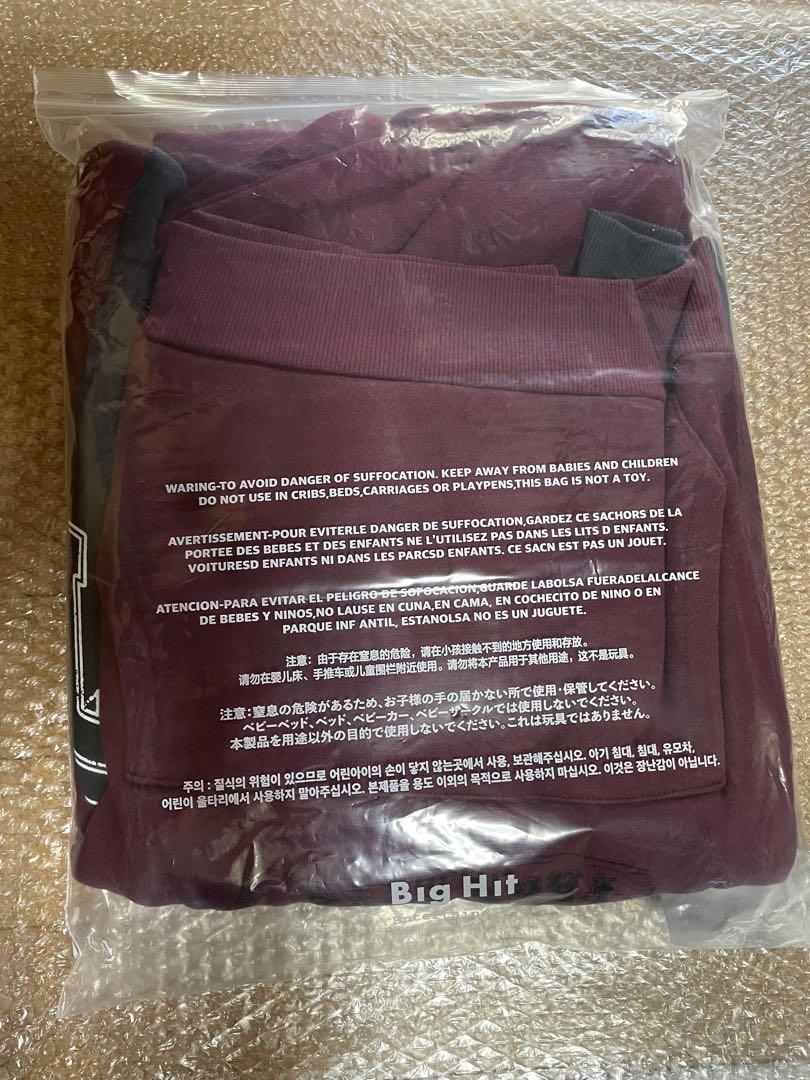 WARING-TO AVOID DANGER OF SUFFOCATION. KEEP AWAY FROM BABIES AND CHILDREN
DO NOT USE IN CRIBS,BEDS,CARRIAGES OR PLAYPENS,THIS BAG IS NOT A TOY.
AVERTISSEMENT-POUR EVITERLE DANGER DE SUFFOCATION,GARDEZ CE SACHORS DE LA
PORTEE DES BEBES ET DES ENFANTS NE L'UTILISEZ PAS DANS LES LITS D ENFANTS.
VOITURESD ENFANTS NI DANS LES PARCSD ENFANTS. CE SACN EST PAS UN JOUET.
ATENCION-PARA EVITAR EL PELIGRO DE SOFOCACION,GUARDE LABOLSA FUERADELALCANCE
DE BEBES Y NINOS,NO LAUSE EN CUNA,EN CAMA, EN COCHECITO DE NINO O EN
PARQUE INF ANTIL, ESTANOLSA NO ES UN JUGUETE.
注意：由于存在窒息的危险，请在小孩接触不到的地方使用和存放。
请勿在婴儿床、手推车或儿童围栏附近使用。请勿将本产品用于其他用途，这不是玩具。
注意：窒息の危険があるため、お子様の手の届かない所で使用・保管してください。
ベビーベッド、ベッド、ベビーカー、ベビーサークルでは使用しないでください。
本製品を用途以外の目的で使用しないでください。これは玩具ではありません。
주의 : 질식의 위험이 있으므로 어린아이의 손이 닿지 않는곳에서 사용, 보관해주십시오. 아기 침대, 침대, 유모차,
어린이 울타리에서 사용하지 말아주십시오. 본제품을 용도 이외의 목적으로 사용하지 마십시오. 이것은 장난감이 아닙니다.
Big Hit